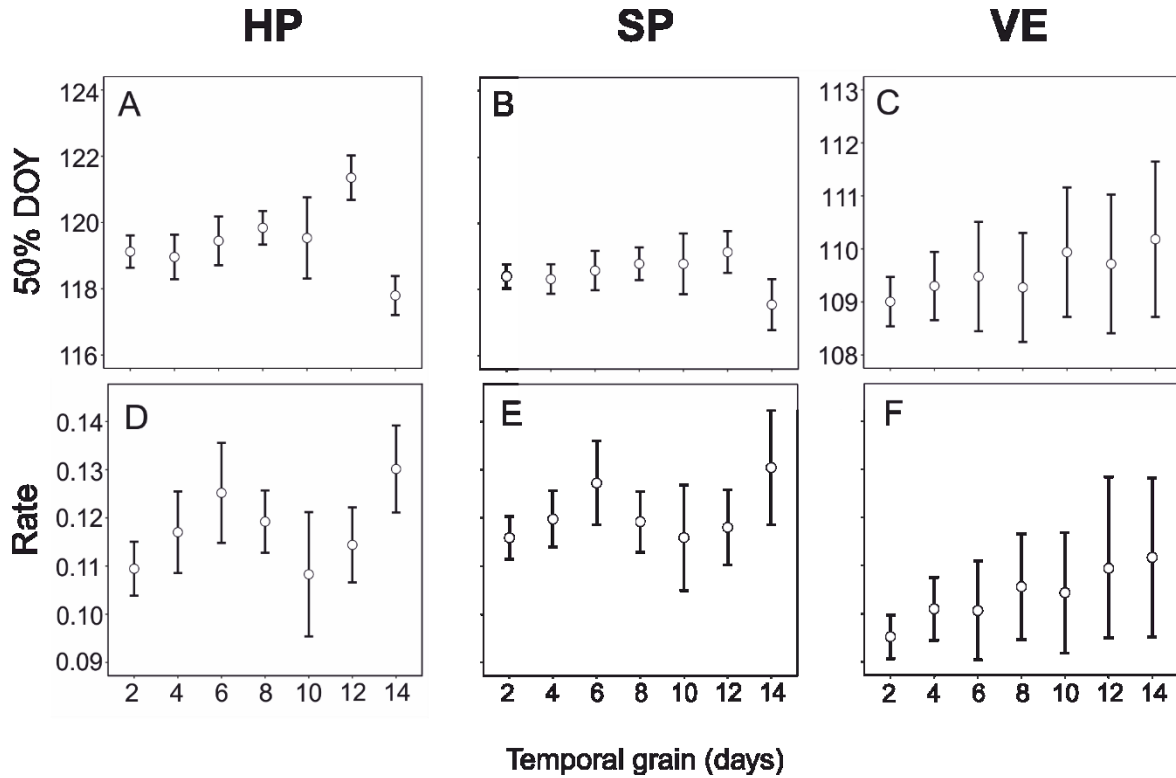 HP SP VE
A B C
50% DOY
124
122
120
118
116
113
112
111
110
109
108
D E F
Rate
0.14
0.13
0.12
0.11
0.10
0.09
2 4 6 8 10 12 14 2 4 6 8 10 12 14 2 4 6 8 10 12 14
Temporal grain (days)